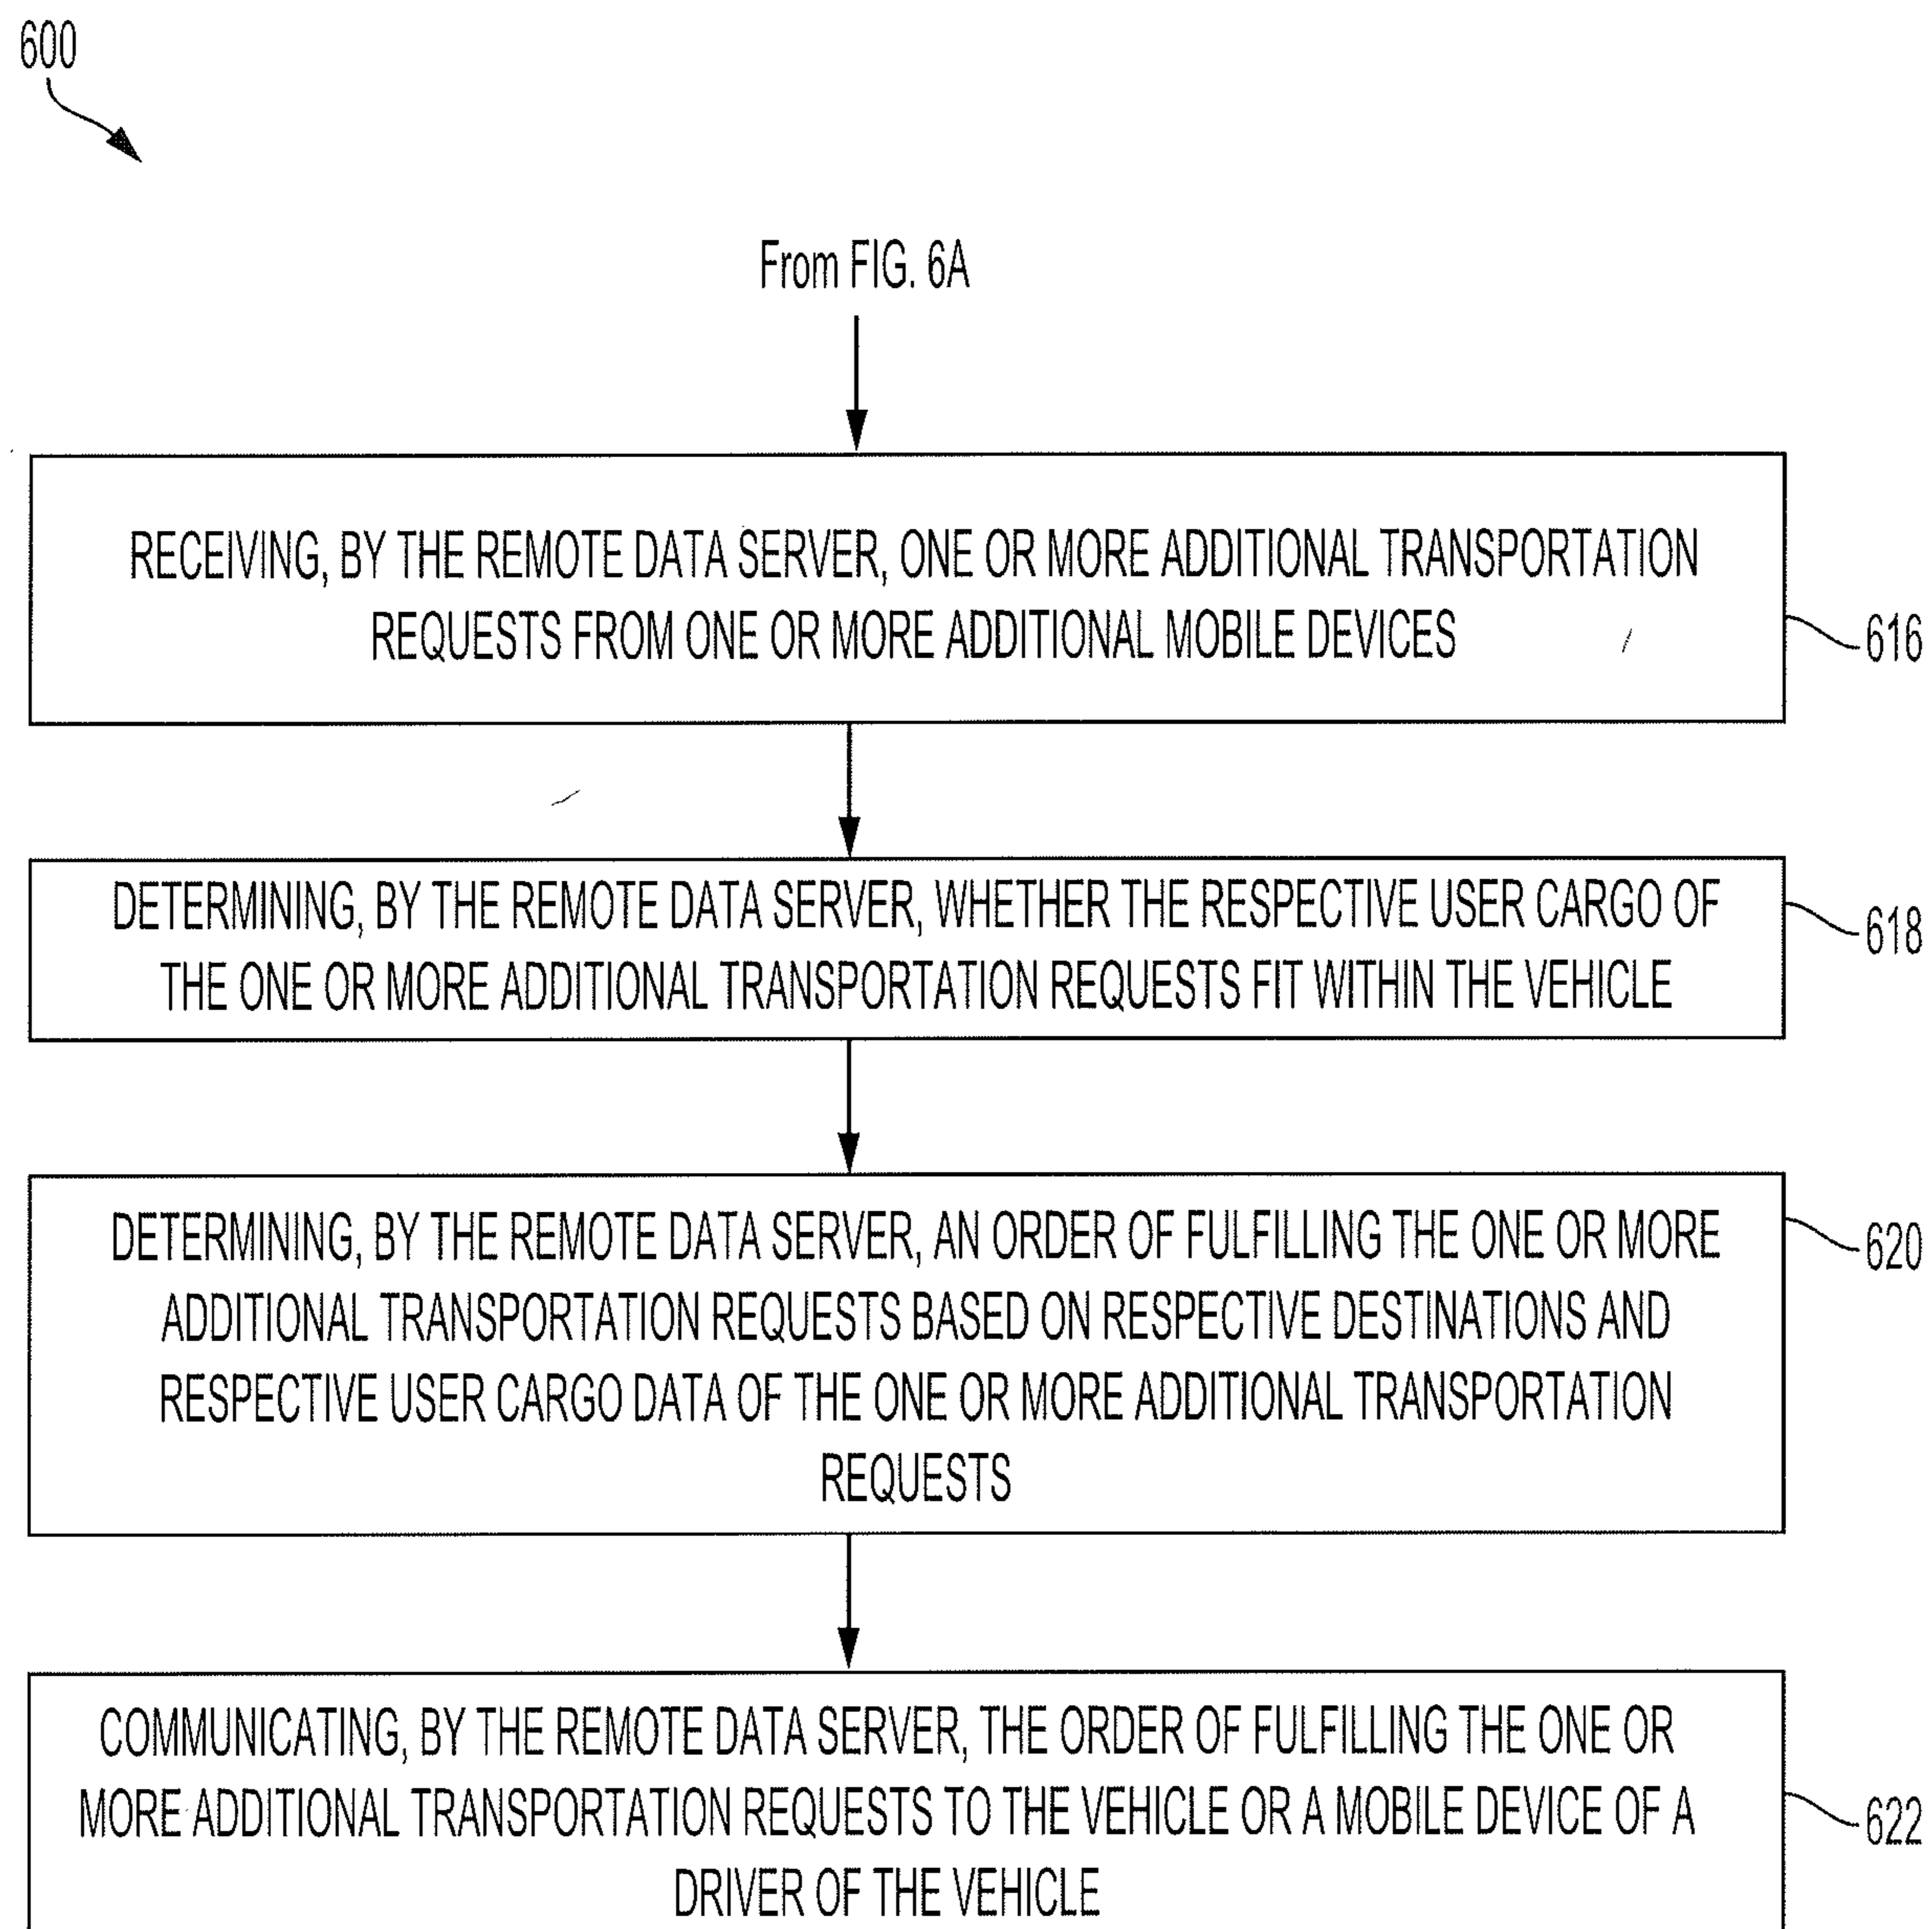 600
From FIG. 6A
RECEIVING, BY THE REMOTE DATA SERVER, ONE OR MORE ADDITIONAL TRANSPORTATION
REQUESTS FROM ONE OR MORE ADDITIONAL MOBILE DEVICES
616
DETERMINING, BY THE REMOTE DATA SERVER, WHETHER THE RESPECTIVE USER CARGO OF
THE ONE OR MORE ADDITIONAL TRANSPORTATION REQUESTS FIT WITHIN THE VEHICLE
618
DETERMINING, BY THE REMOTE DATA SERVER, AN ORDER OF FULFILLING THE ONE OR MORE
ADDITIONAL TRANSPORTATION REQUESTS BASED ON RESPECTIVE DESTINATIONS AND
RESPECTIVE USER CARGO DATA OF THE ONE OR MORE ADDITIONAL TRANSPORTATION
REQUESTS
620
COMMUNICATING, BY THE REMOTE DATA SERVER, THE ORDER OF FULFILLING THE ONE OR
MORE ADDITIONAL TRANSPORTATION REQUESTS TO THE VEHICLE OR A MOBILE DEVICE OF A
DRIVER OF THE VEHICLE
622